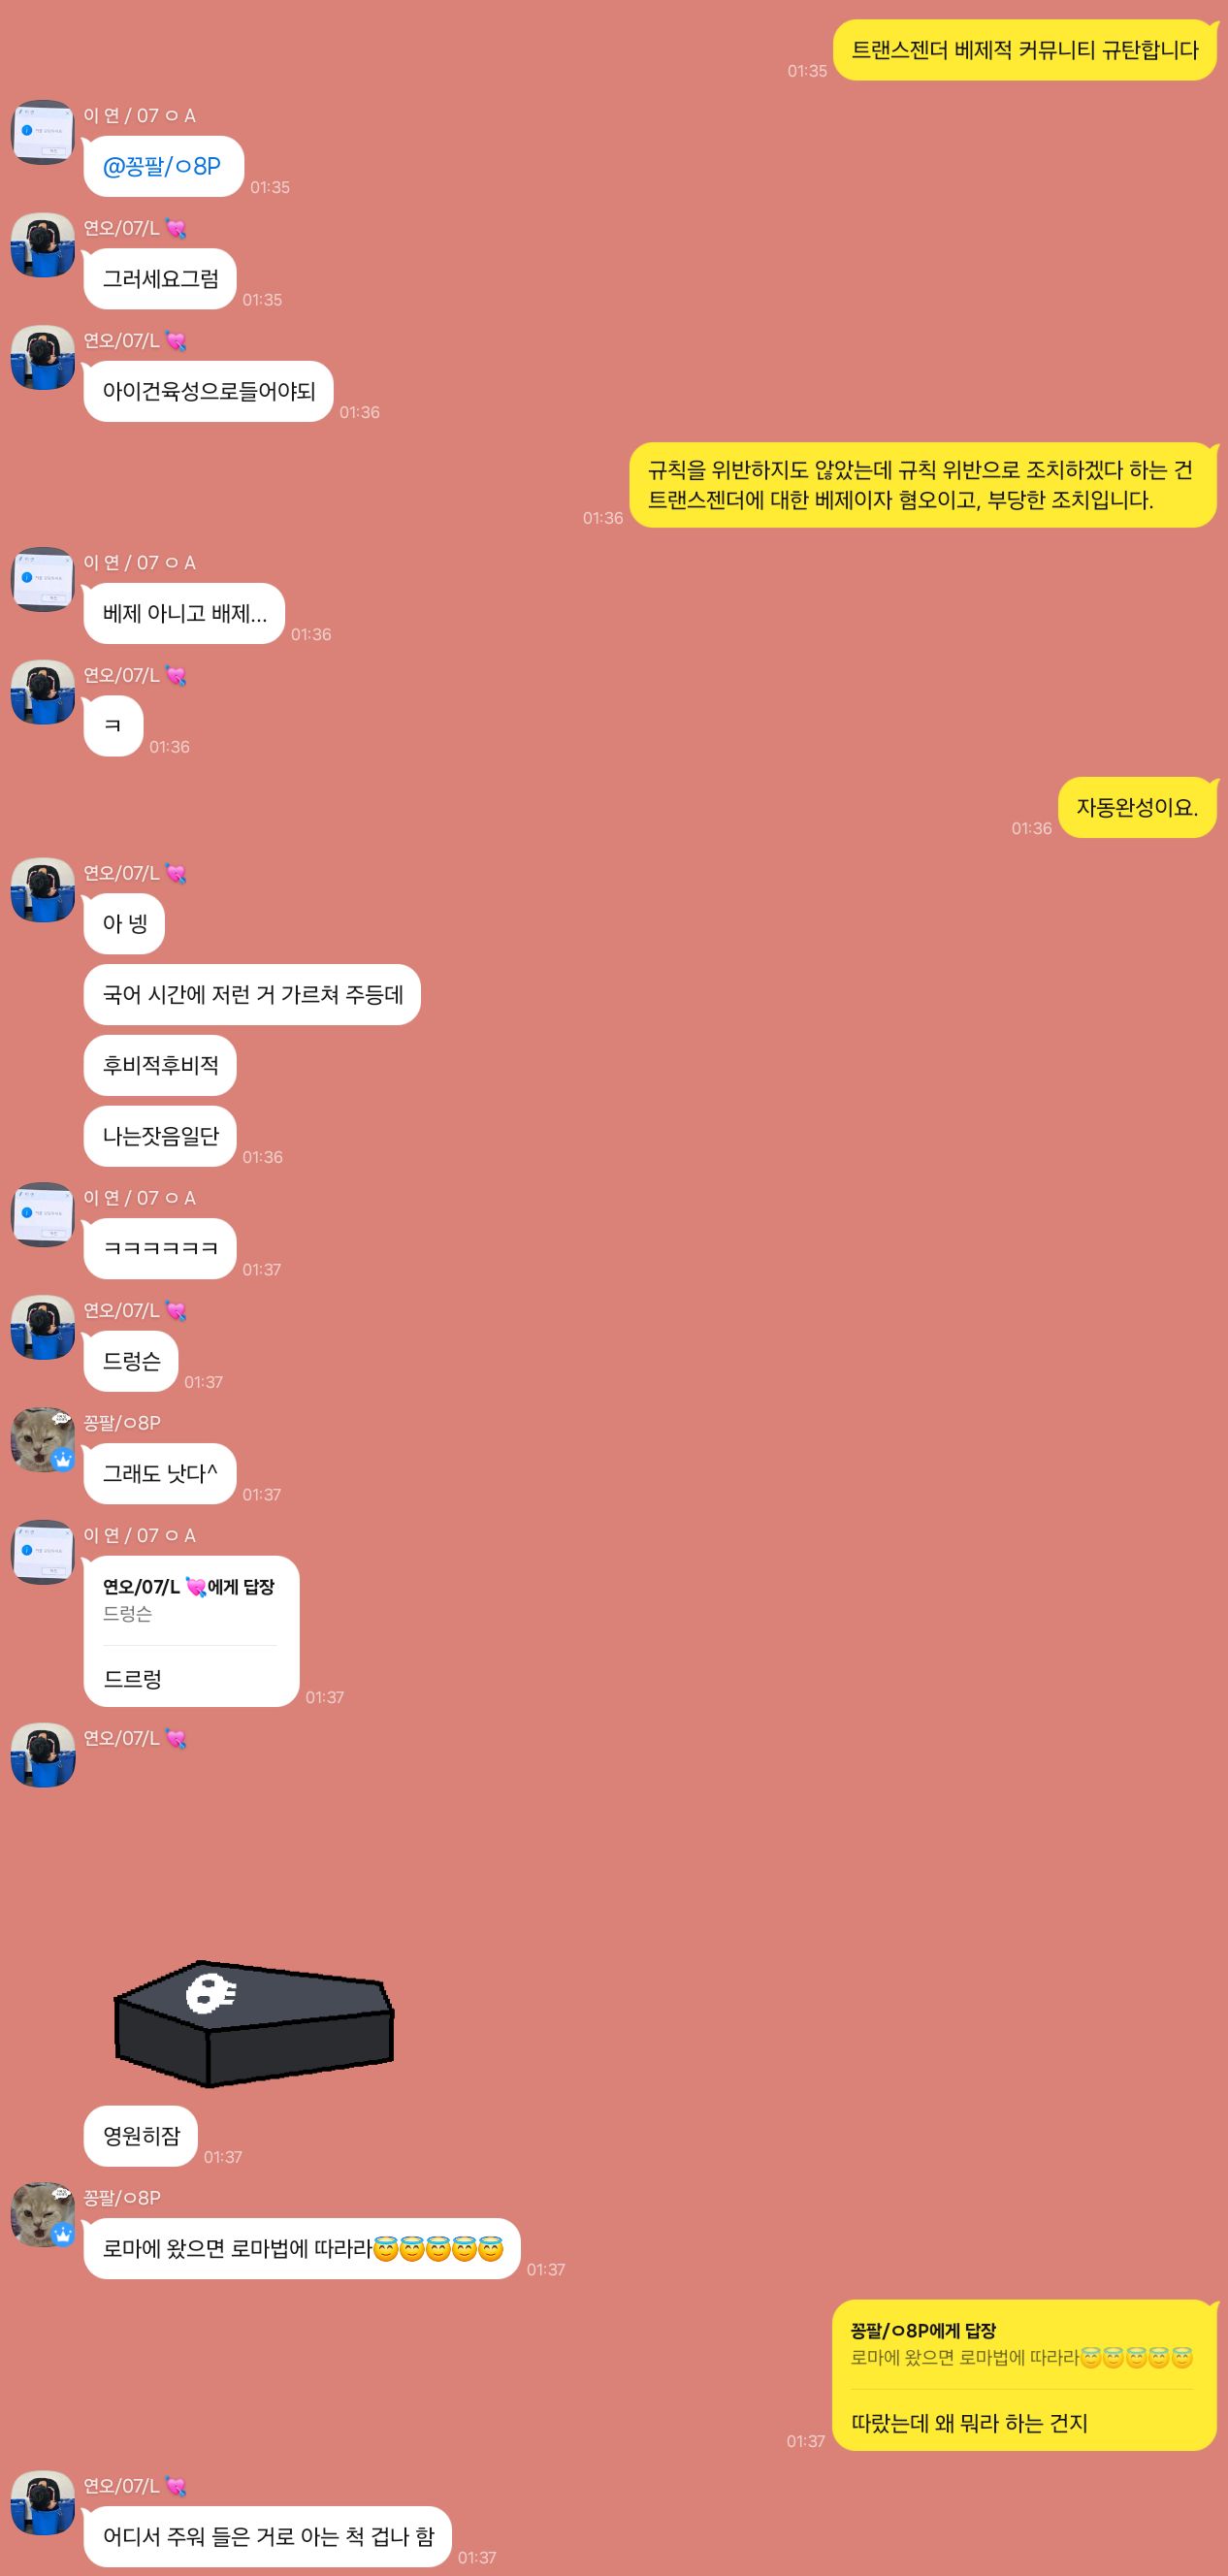 트랜스젠더 베제적 커뮤니티 규탄합니다
01:35
이 연 / 07 ㅇ A
@꽁팔/ㅇ8P
01:35
연오/07/L 💘
그러세요그럼
01:35
연오/07/L 💘
아이건육성으로들어야되
01:36
규칙을 위반하지도 않았는데 규칙 위반으로 조치하겠다 하는 건
트랜스젠더에 대한 베제이자 혐오이고, 부당한 조치입니다.
01:36
이 연 / 07 ㅇ A
베제 아니고 배제...
01:36
연오/07/L 💘
ㅋ
01:36
자동완성이요.
01:36
연오/07/L 💘
아 넹
국어 시간에 저런 거 가르쳐 주등데
후비적후비적
나는잣음일단
01:36
이 연 / 07 ㅇ A
ㅋㅋㅋㅋㅋㅋ
01:37
연오/07/L 💘
드렁슨
01:37
꽁팔/ㅇ8P
그래도 낫다^
01:37
이 연 / 07 ㅇ A
연오/07/L 💘에게 답장
드렁슨
드르렁
01:37
연오/07/L 💘
영원히잠
01:37
꽁팔/ㅇ8P
로마에 왔으면 로마법에 따라라😇😇😇😇😇
01:37
꽁팔/ㅇ8P에게 답장
로마에 왔으면 로마법에 따라라😇😇😇😇😇
따랐는데 왜 뭐라 하는 건지
01:37
연오/07/L 💘
어디서 주워 들은 거로 아는 척 겁나 함
01:37